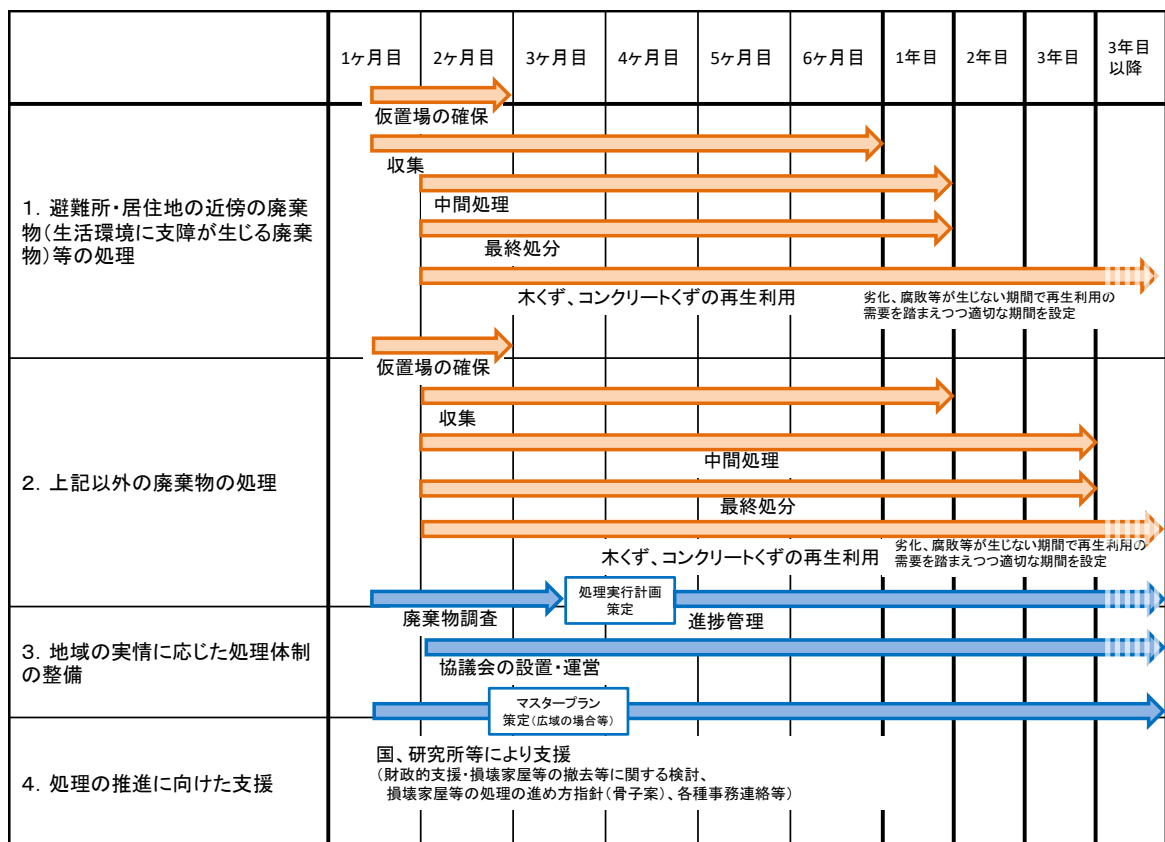 1ヶ月目
2ヶ月目
3ヶ月目
4ヶ月目
5ヶ月目
6ヶ月目
1年目
2年目
3年目
3年目
以降
1．避難所・居住地の近傍の廃棄
物（生活環境に支障が生じる廃棄
物）等の処理
仮置場の確保
収集
中間処理
最終処分
木くず、コンクリートくずの再生利用
劣化、腐敗等が生じない期間で再生利用の
需要を踏まえつつ適切な期間を設定
2．上記以外の廃棄物の処理
仮置場の確保
収集
中間処理
最終処分
木くず、コンクリートくずの再生利用
劣化、腐敗等が生じない期間で再生利用の
需要を踏まえつつ適切な期間を設定
3．地域の実情に応じた処理体制
の整備
処理実行計画
策定
廃棄物調査
進捗管理
協議会の設置・運営
4．処理の推進に向けた支援
マスタープラン
策定（広域の場合等）
国、研究所等により支援
（財政的支援・損壊家屋等の撤去等に関する検討、
損壊家屋等の処理の進め方指針（骨子案）、各種事務連絡等）